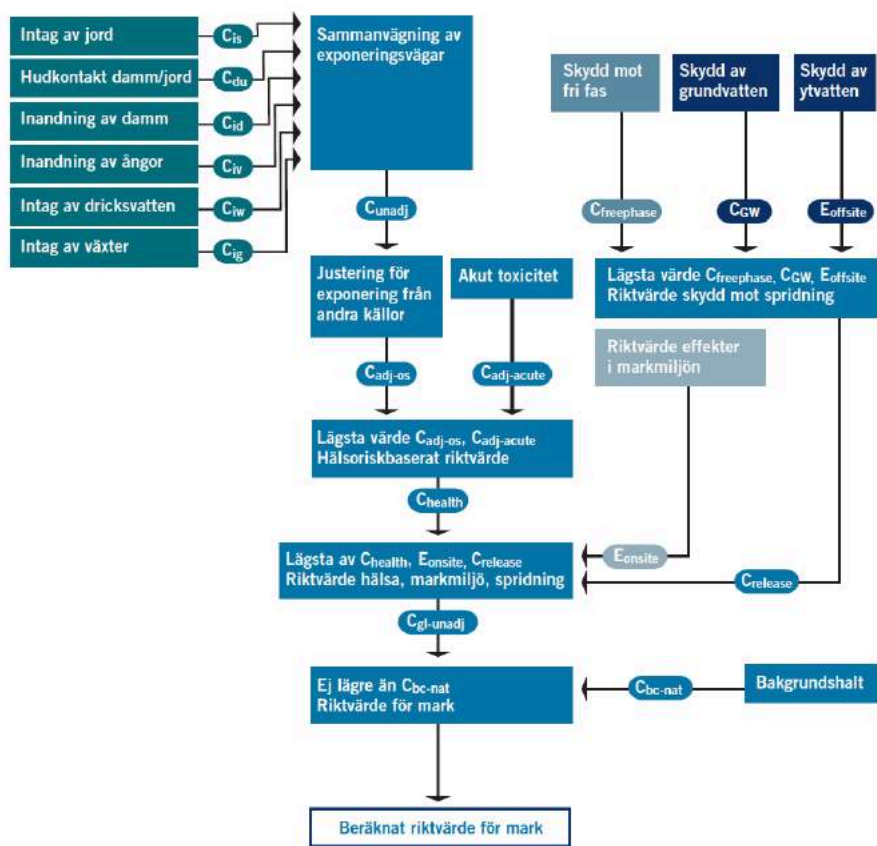 Intag av jord
Cis
Hudkontakt damm/jord
Cdu
Inandning av damm
Cid
Inandning av ångor
Civ
Intag av dricksvatten
Ciw
Intag av växter
Cig
Sammanvägning av
exponeringsvägar
Cunadj
Skydd mot
fri fas
Skydd av
grundvatten
Skydd av
ytvatten
Cfreephase
CGW
Eoffsite
Justering för
exponering från
andra källor
Akut toxicitet
Lägsta värde Cfreephase, CGW, Eoffsite
Riktvärde skydd mot spridning
Riktvärde effekter
i markmiljön
Cadj-os
Cadj-acute
Lägsta värde Cadj-os, Cadj-acute
Hälsoriskbaserat riktvärde
Chealth
Lägsta av Chealth, Eonsite, Crelease
Riktvärde hälsa, markmiljö, spridning
Eonsite
Crelease
Cgl-unadj
Ej lägre än Cbc-nat
Riktvärde för mark
Cbc-nat
Bakgrundshalt
Beräknat riktvärde för mark